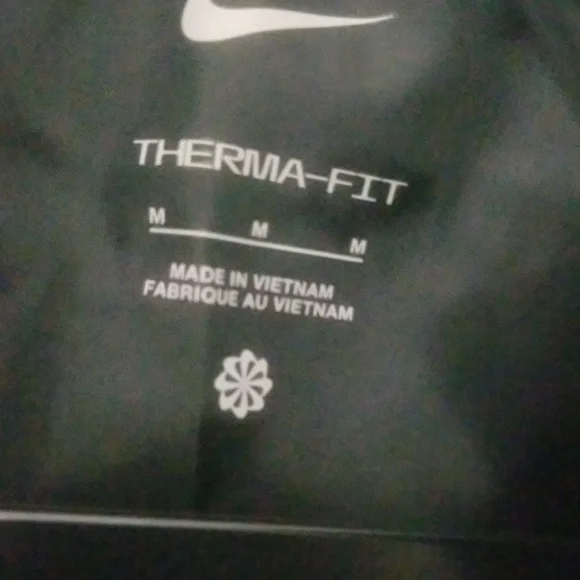 THERMA-FIT
M M M
MADE IN VIETNAM
FABRIQUE AU VIETNAM